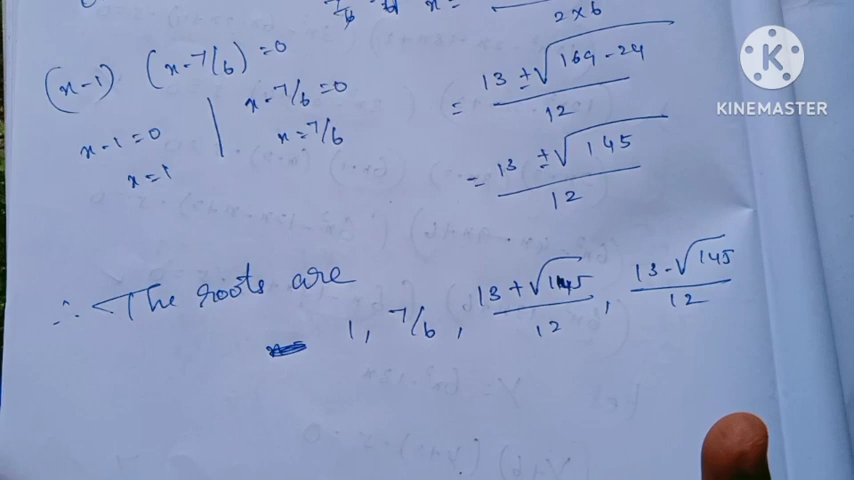 2×6
(x-1) (x-7/6) =0
x-1=0
x=1
x-7/6=0
x=7/6
= 13 ± √169-24 / 12
= 13 ± √145 / 12
∴ The roots are
1, 7/6, 13+√145 / 12, 13-√145 / 12
KINEMASTER